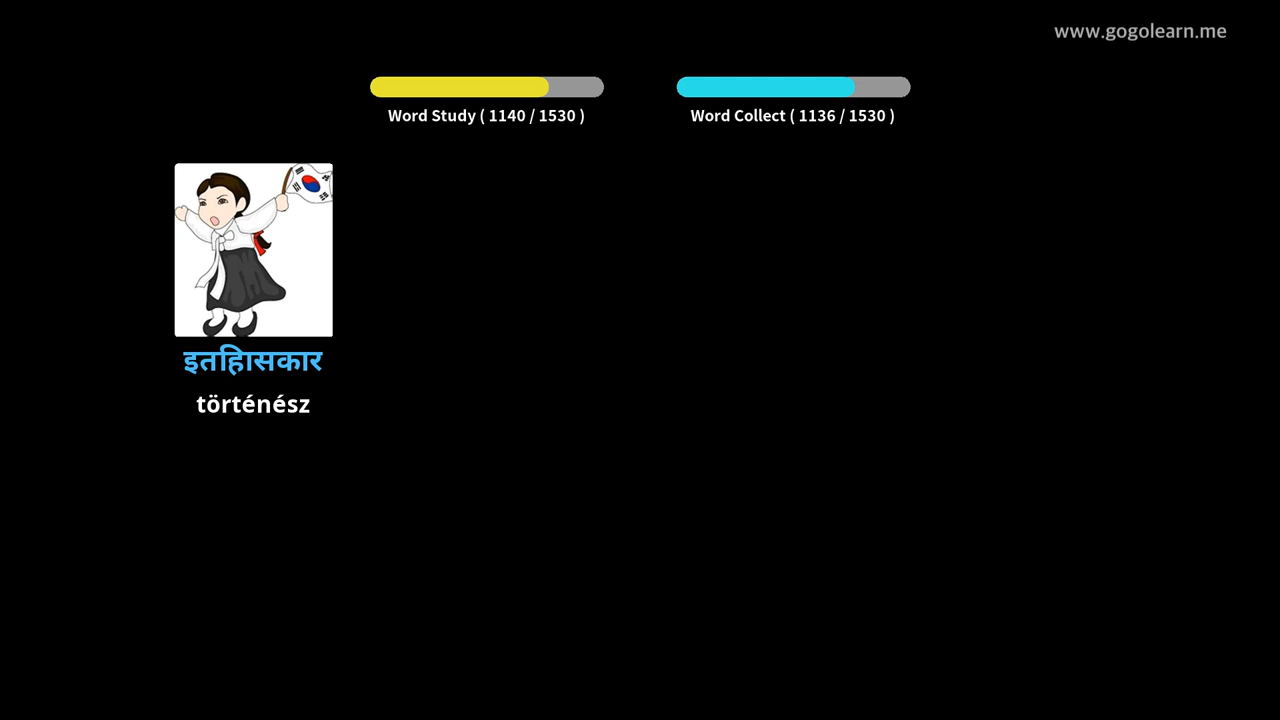 www.gogolearn.me
Word Study ( 1140 / 1530 )
Word Collect ( 1136 / 1530 )
इतिहासकार
történész